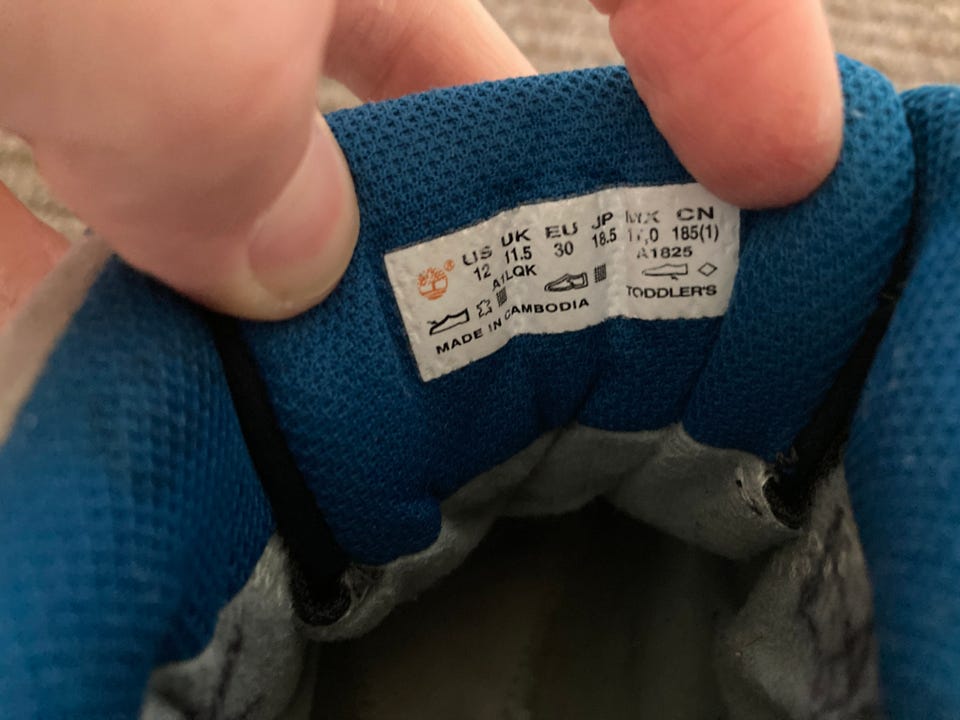 US UK EU JP MX CN
12 11.5 30 18.5 17,0 185(1)
A1LQK A1825
TODDLER'S
MADE IN CAMBODIA